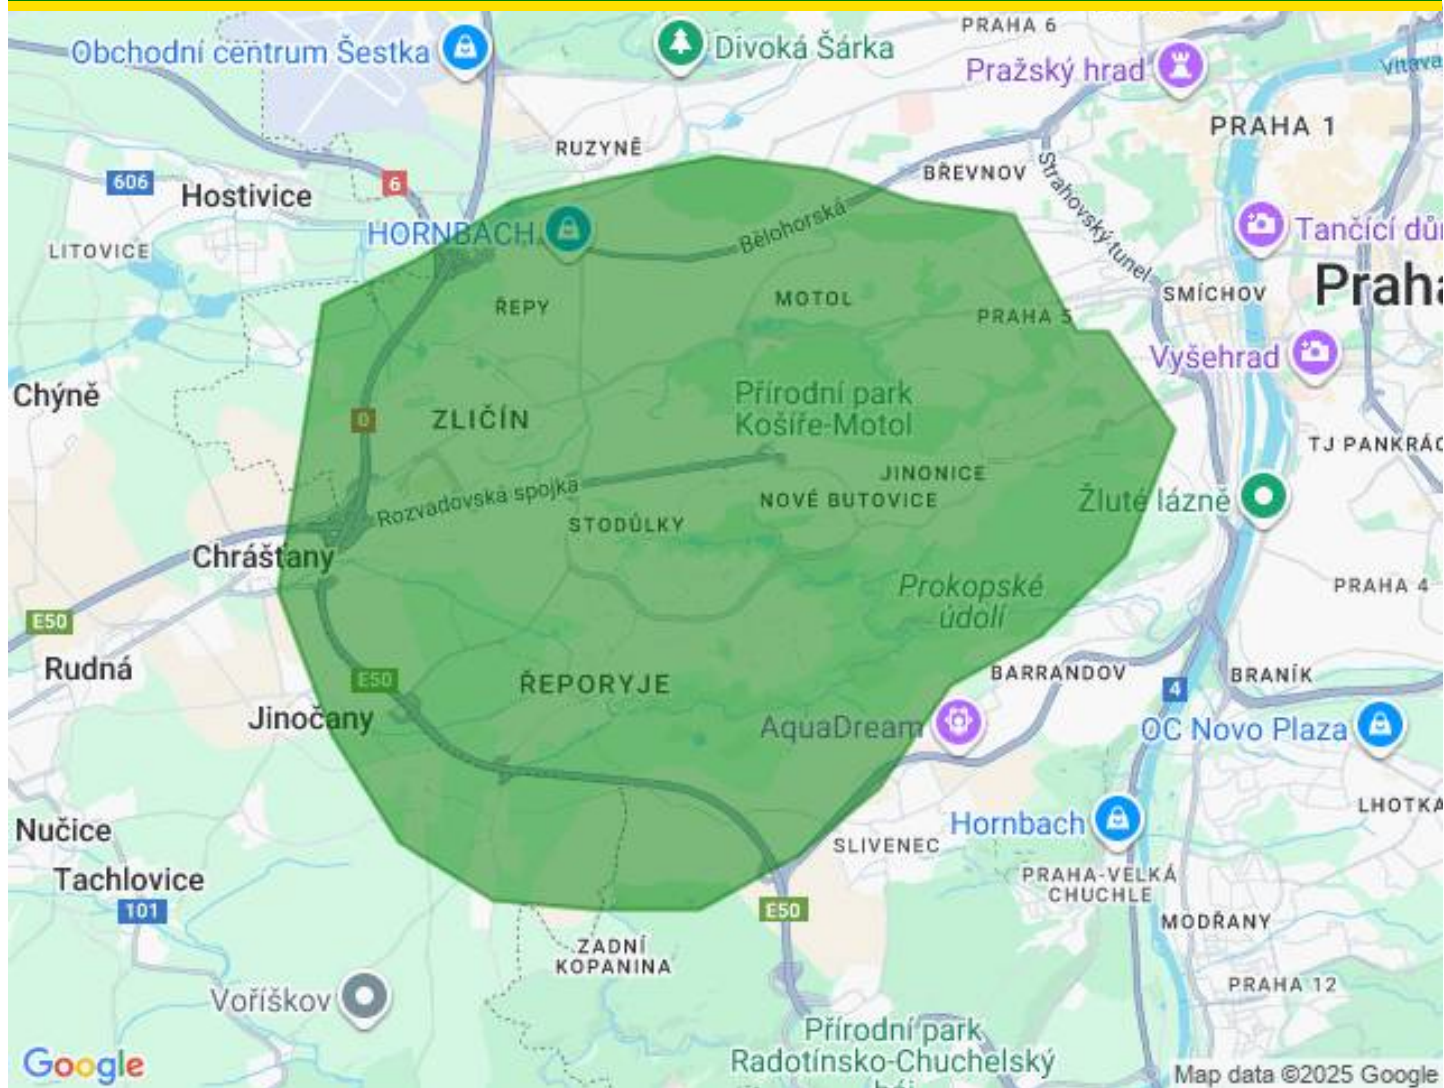 PRAHA 6
Obchodní centrum Šestka
Divoká Šárka
Pražský hrad
Vltava
PRAHA 1
RUZYNĚ
BŘEVNOV
606
Hostivice
6
Strahovský tunel
HORNBACH
Bělohorská
Tančící dům
LITOVICE
ŘEPY
MOTOL
SMÍCHOV
Praha
PRAHA 5
Vyšehrad
Chýně
0
ZLIČÍN
Přírodní park
Košíře-Motol
TJ PANKRÁC
JINONICE
Rozvadovská spojka
NOVÉ BUTOVICE
Žluté lázně
STODŮLKY
Chrášťany
Prokopské
údolí
PRAHA 4
E50
Rudná
E50
ŘEPORYJE
BARRANDOV
4
BRANÍK
Jinočany
AquaDream
OC Novo Plaza
Nučice
Hornbach
LHOTKA
SLIVENEC
Tachlovice
PRAHA-VELKÁ
CHUCHLE
101
E50
MODŘANY
ZADNÍ
KOPANINA
PRAHA 12
Voříškov
Přírodní park
Radotínsko-Chuchelský
háj
Google
Map data ©2025 Google